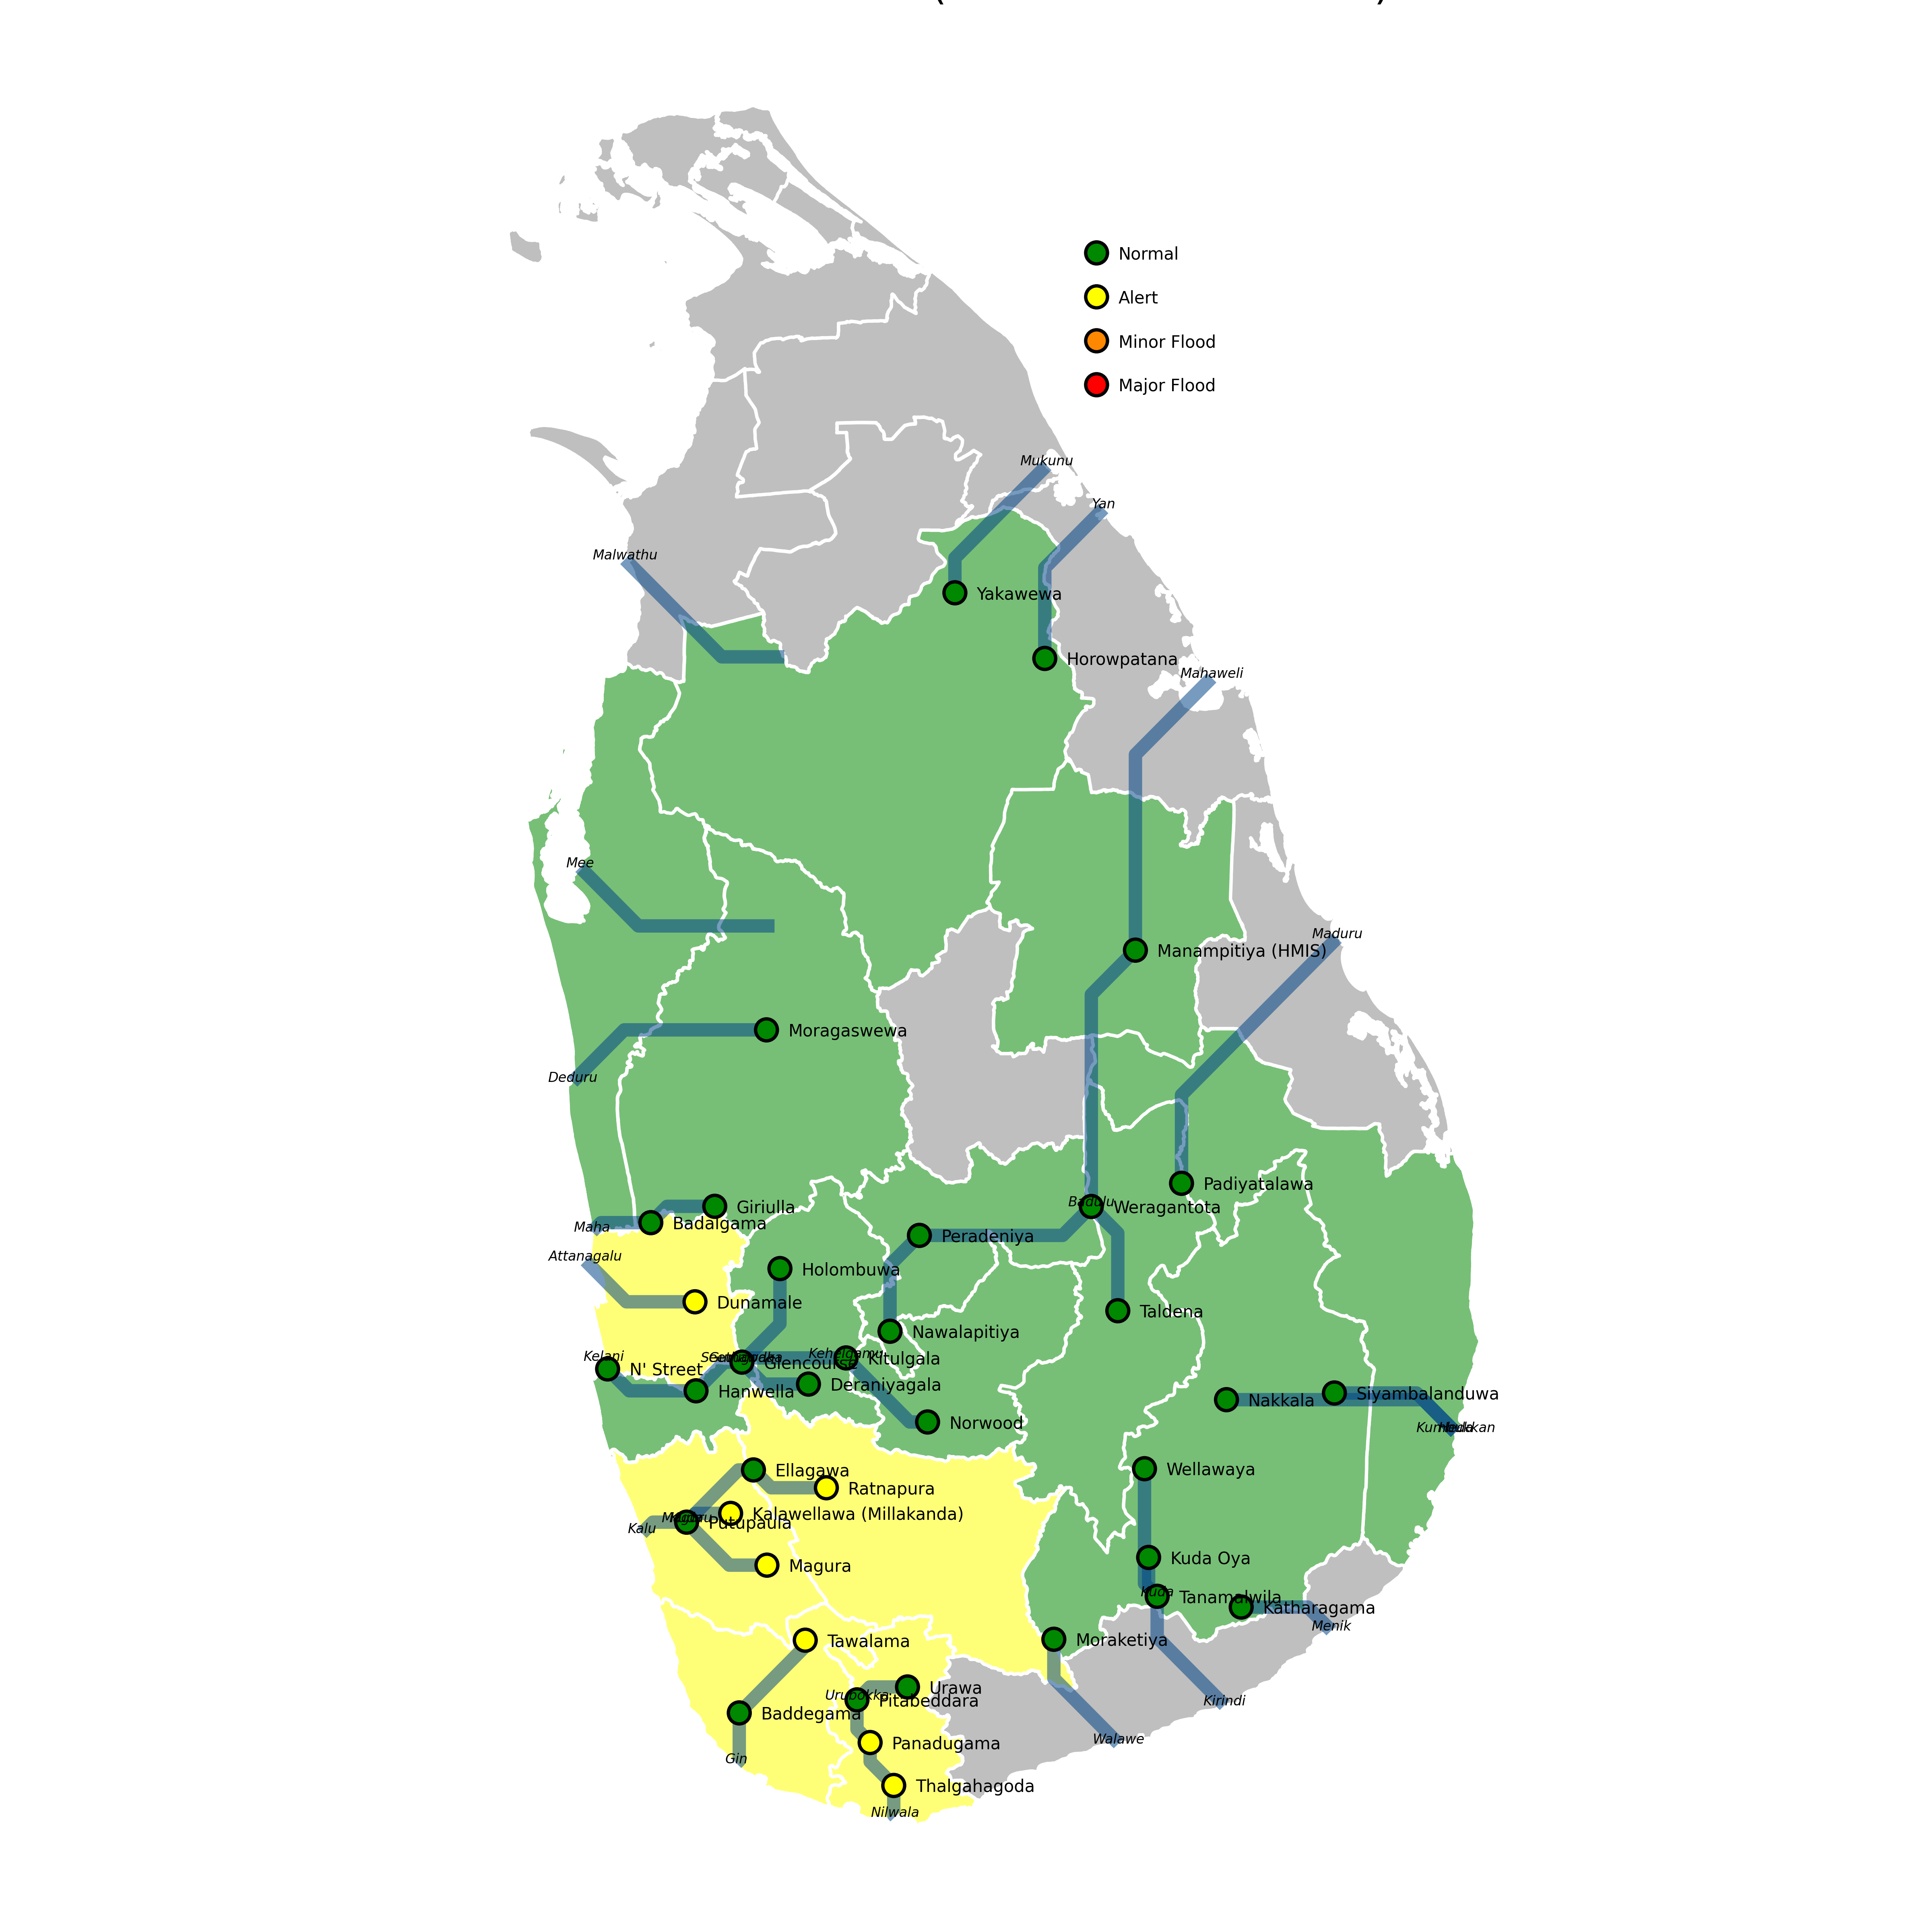 Normal
Alert
Minor Flood
Major Flood
Mukunu
Yan
Malwathu
Yakawewa
Horowpatana
Mahaweli
Mee
Maduru
Manampitiya (HMIS)
Moragaswewa
Deduru
Padiyatalawa
Badulu
Weragantota
Giriulla
Badalgama
Maha
Peradeniya
Attanagalu
Holombuwa
Dunamale
Taldena
Nawalapitiya
Kelani
N' Street
Glencourse
Kehelgamu
Kitulgala
Deraniyagala
Hanwella
Norwood
Nakkala
Siyambalanduwa
Wellawaya
Ellagawa
Ratnapura
Kalawellawa (Millakanda)
Putupaula
Kalu
Kuda Oya
Magura
Kuda
Tanamalwila
Katharagama
Menik
Tawalama
Moraketiya
Urawa
Urubokka
Pitabeddara
Kirindi
Baddegama
Walawe
Panadugama
Gin
Thalgahagoda
Nilwala